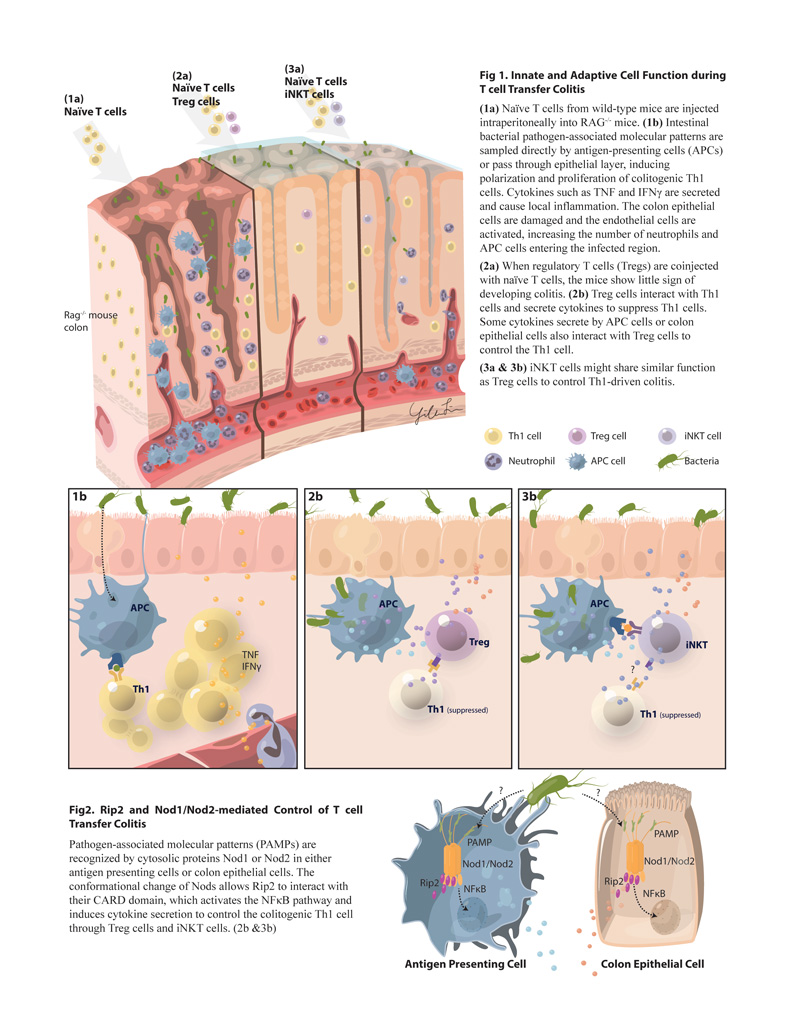 (1a)
Naïve T cells
(2a)
Naïve T cells
Treg cells
(3a)
Naïve T cells
iNKT cells
Rag-/- mouse
colon
Fig 1. Innate and Adaptive Cell Function during
T cell Transfer Colitis
(1a) Naïve T cells from wild-type mice are injected
intraperitoneally into RAG-/- mice. (1b) Intestinal
bacterial pathogen-associated molecular patterns are
sampled directly by antigen-presenting cells (APCs)
or pass through epithelial layer, inducing
polarization and proliferation of colitogenic Th1
cells. Cytokines such as TNF and IFNγ are secreted
and cause local inflammation. The colon epithelial
cells are damaged and the endothelial cells are
activated, increasing the number of neutrophils and
APC cells entering the infected region.
(2a) When regulatory T cells (Tregs) are coinjected
with naïve T cells, the mice show little sign of
developing colitis. (2b) Treg cells interact with Th1
cells and secrete cytokines to suppress Th1 cells.
Some cytokines secrete by APC cells or colon
epithelial cells also interact with Treg cells to
control the Th1 cell.
(3a & 3b) iNKT cells might share similar function
as Treg cells to control Th1-driven colitis.
Th1 cell
Treg cell
iNKT cell
Neutrophil
APC cell
Bacteria
1b
APC
Th1
TNF
IFNγ
2b
APC
Treg
Th1 (suppressed)
3b
APC
iNKT
?
Th1 (suppressed)
Fig2. Rip2 and Nod1/Nod2-mediated Control of T cell
Transfer Colitis
Pathogen-associated molecular patterns (PAMPs) are
recognized by cytosolic proteins Nod1 or Nod2 in either
antigen presenting cells or colon epithelial cells. The
conformational change of Nods allows Rip2 to interact with
their CARD domain, which activates the NFκB pathway and
induces cytokine secretion to control the colitogenic Th1 cell
through Treg cells and iNKT cells. (2b &3b)
?
?
PAMP
Nod1/Nod2
Rip2
NFκB
Antigen Presenting Cell
PAMP
Nod1/Nod2
Rip2
NFκB
Colon Epithelial Cell